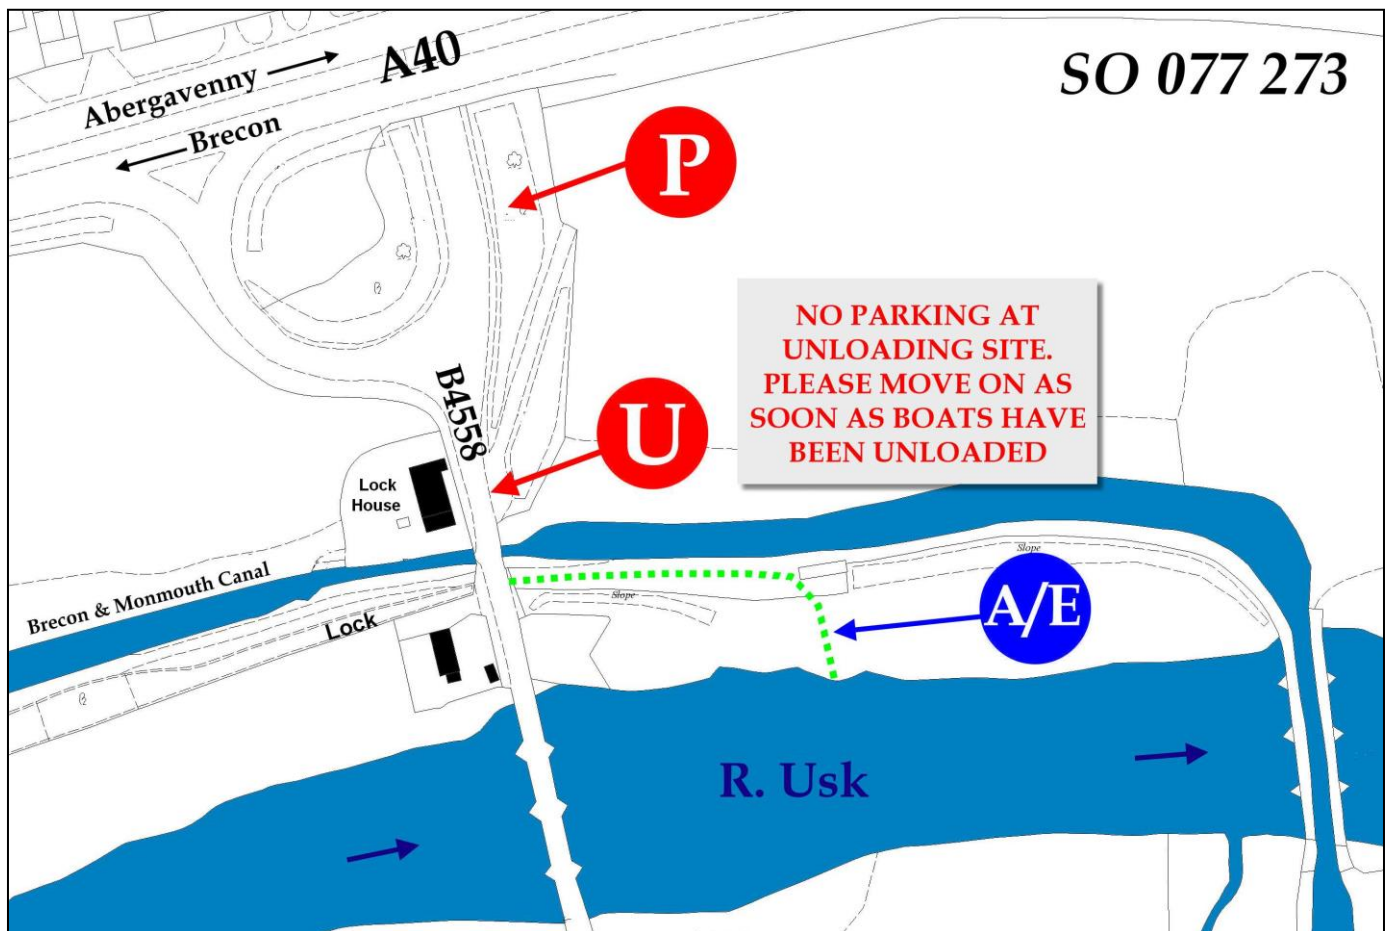 A40
SO 077 273
Abergavenny
Brecon
P
NO PARKING AT
UNLOADING SITE.
PLEASE MOVE ON AS
SOON AS BOATS HAVE
BEEN UNLOADED
B4558
U
Lock
House
Slope
Brecon & Monmouth Canal
Slope
A/E
Lock
R. Usk